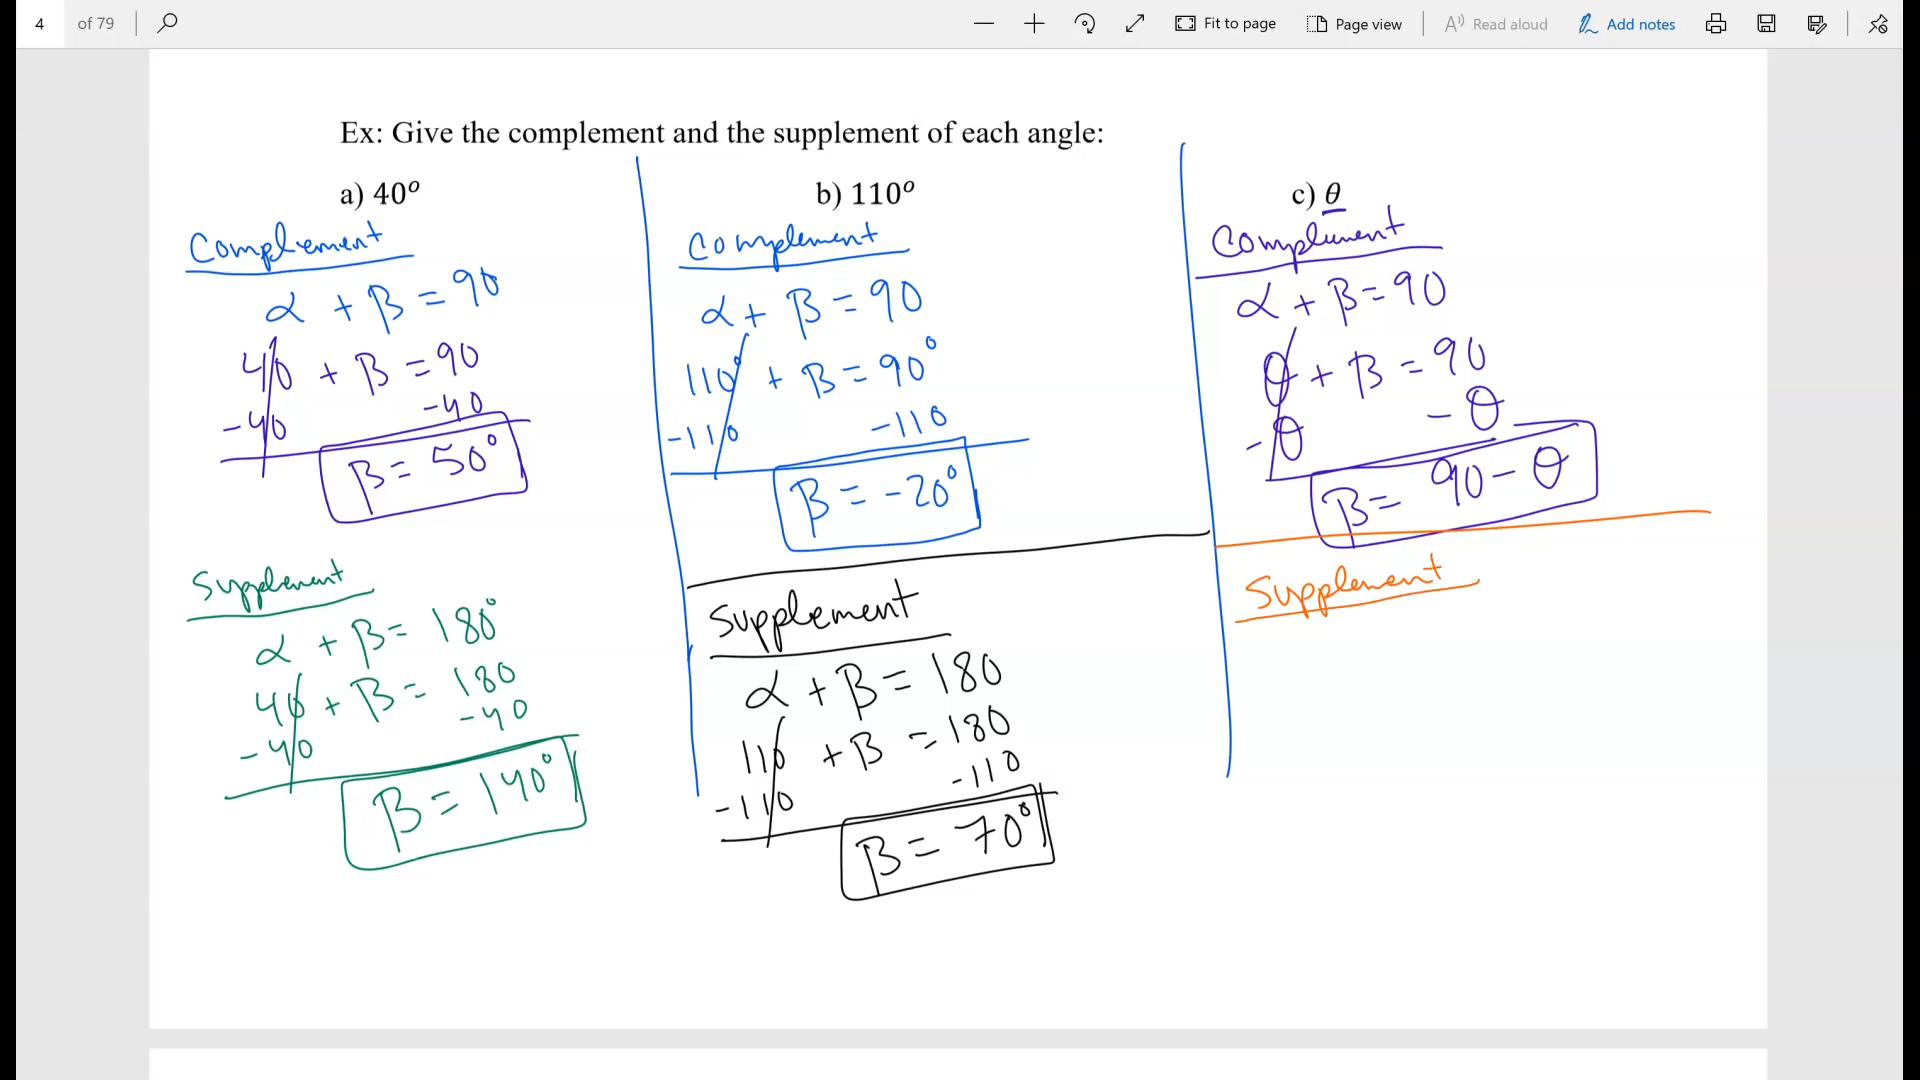 4 of 79 Fit to page Page view Read aloud Add notes
Ex: Give the complement and the supplement of each angle:
a) 40°
Complement
α + β = 90
40 + β = 90
-40 -40
β = 50°
Supplement
α + β = 180°
40 + β = 180
-40 -40
β = 140°
b) 110°
Complement
α + β = 90
110° + β = 90°
-110 -110
β = -20°
Supplement
α + β = 180
110 + β = 180
-110 -110
β = 70°
c) θ
Complement
α + β = 90
θ + β = 90
-θ -θ
β = 90 - θ
Supplement